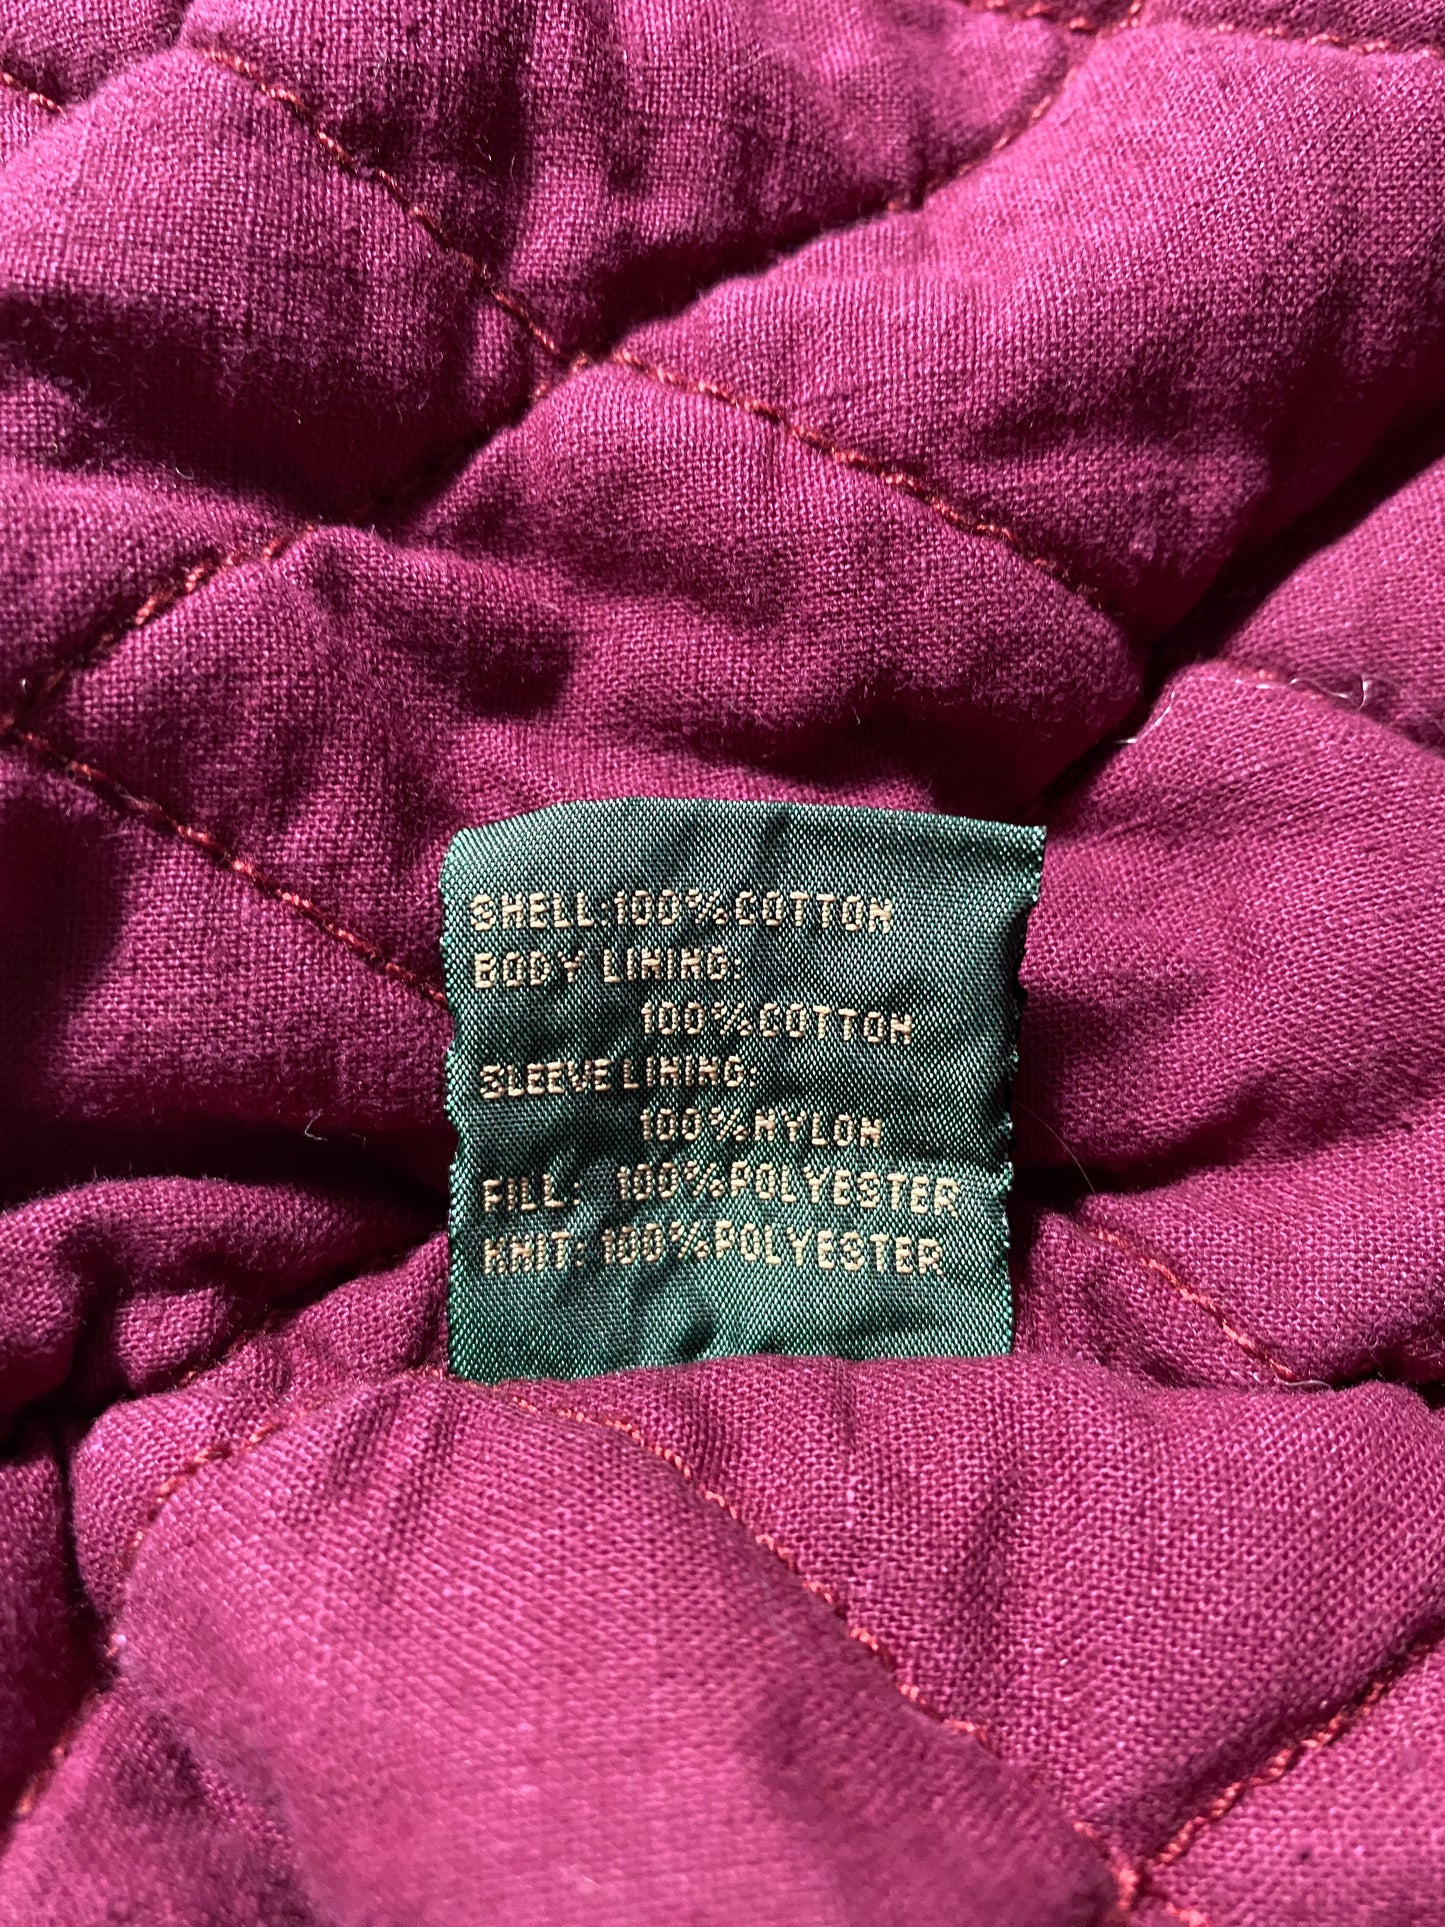 SHELL:100%COTTON
BODY LINING:
100%COTTON
SLEEVE LINING:
100%NYLON
FILL: 100%POLYESTER
KNIT: 100%POLYESTER